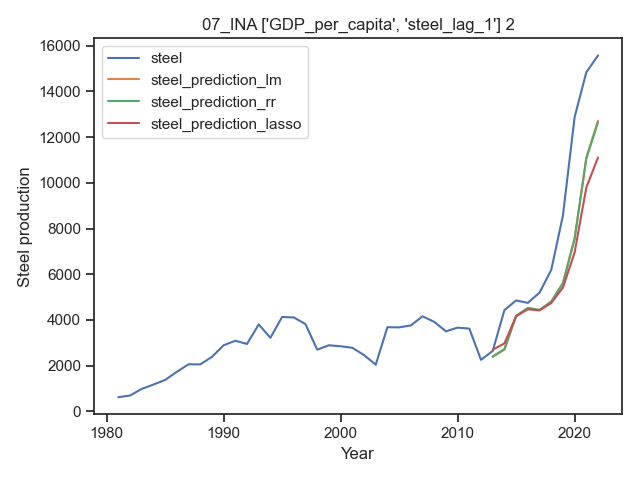 07_INA ['GDP_per_capita', 'steel_lag_1'] 2
steel
steel_prediction_lm
steel_prediction_rr
steel_prediction_lasso
Steel production
16000
14000
12000
10000
8000
6000
4000
2000
0
1980
1990
2000
2010
2020
Year